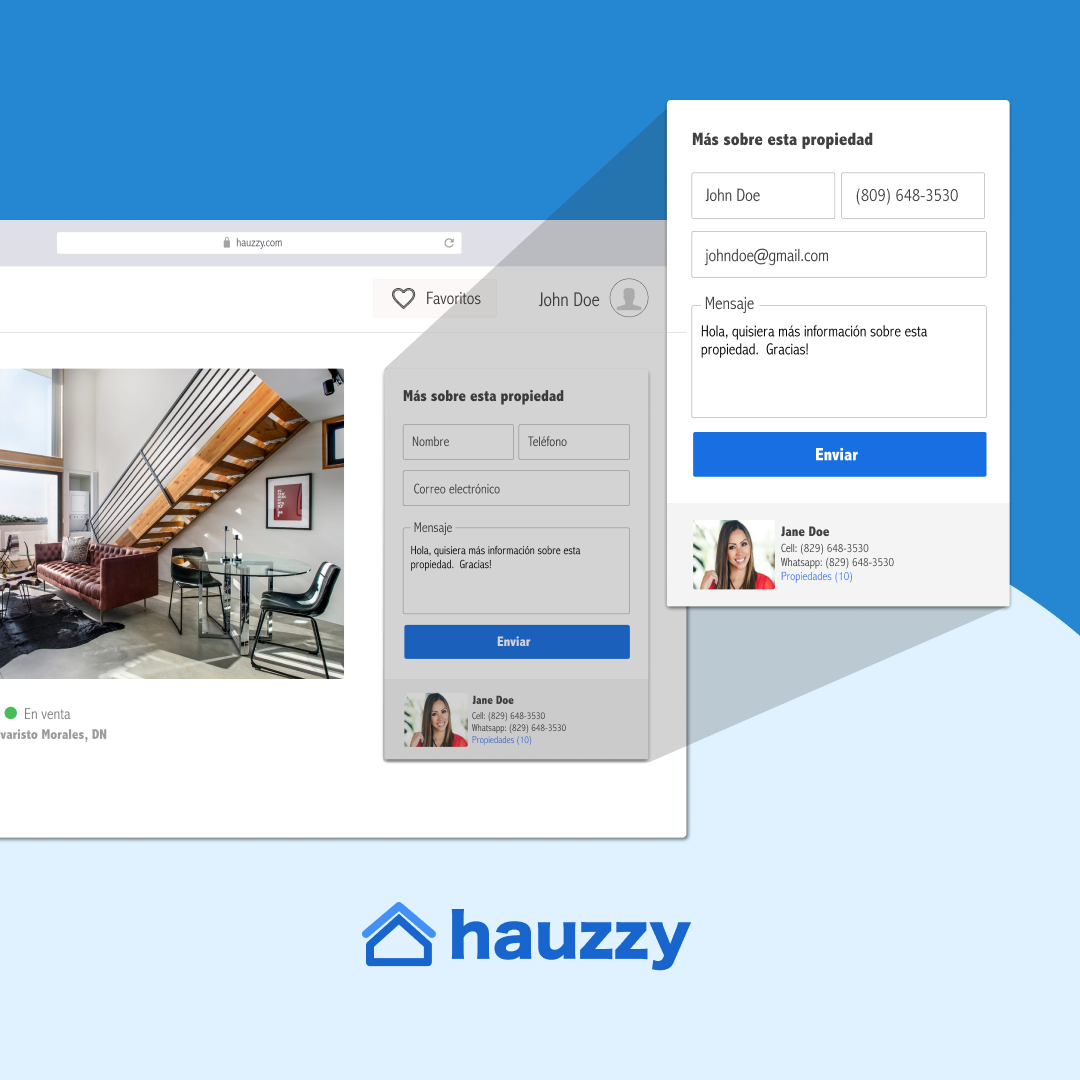 Más sobre esta propiedad
John Doe
(809) 648-3530
johndoe@gmail.com
Mensaje
Hola, quisiera más información sobre esta
propiedad. Gracias!
Enviar
Jane Doe
Cell: (829) 648-3530
Whatsapp: (829) 648-3530
Propiedades (10)
hauzzy.com
Favoritos
John Doe
Más sobre esta propiedad
Nombre
Teléfono
Correo electrónico
Mensaje
Hola, quisiera más información sobre esta
propiedad. Gracias!
Enviar
Jane Doe
Cell: (829) 648-3530
Whatsapp: (829) 648-3530
Propiedades (10)
En venta
varisto Morales, DN
hauzzy